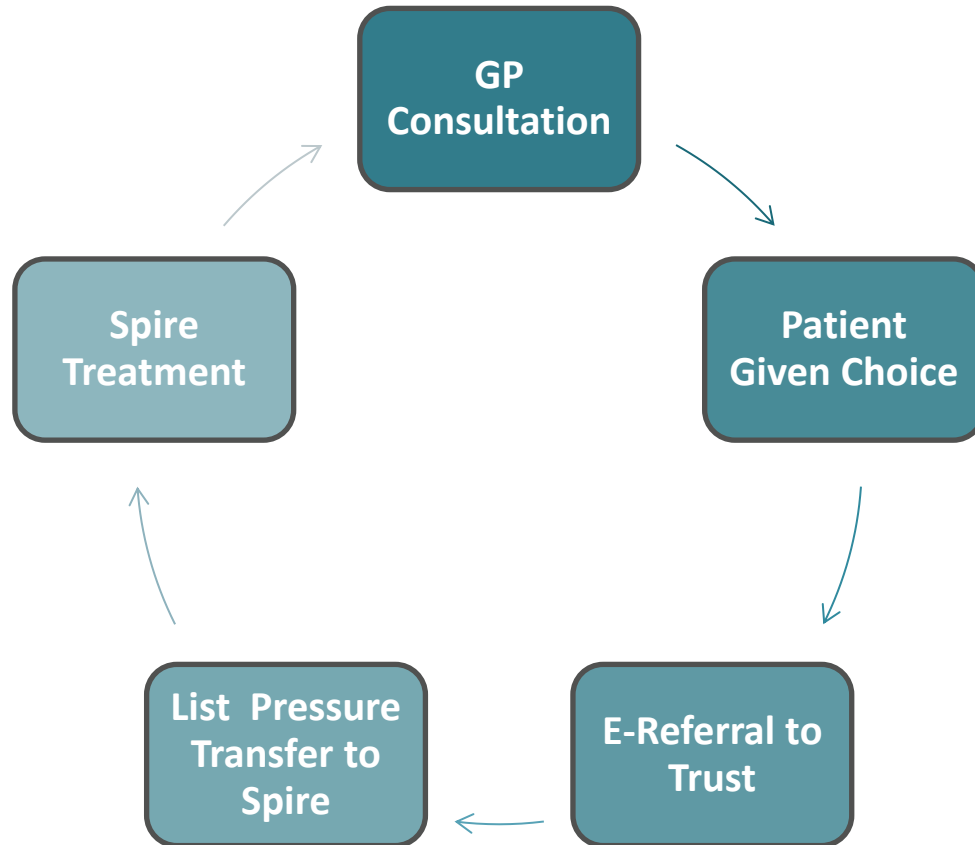 GP
Consultation
Patient
Given Choice
E-Referral to
Trust
List  Pressure
Transfer to
Spire
Spire
Treatment